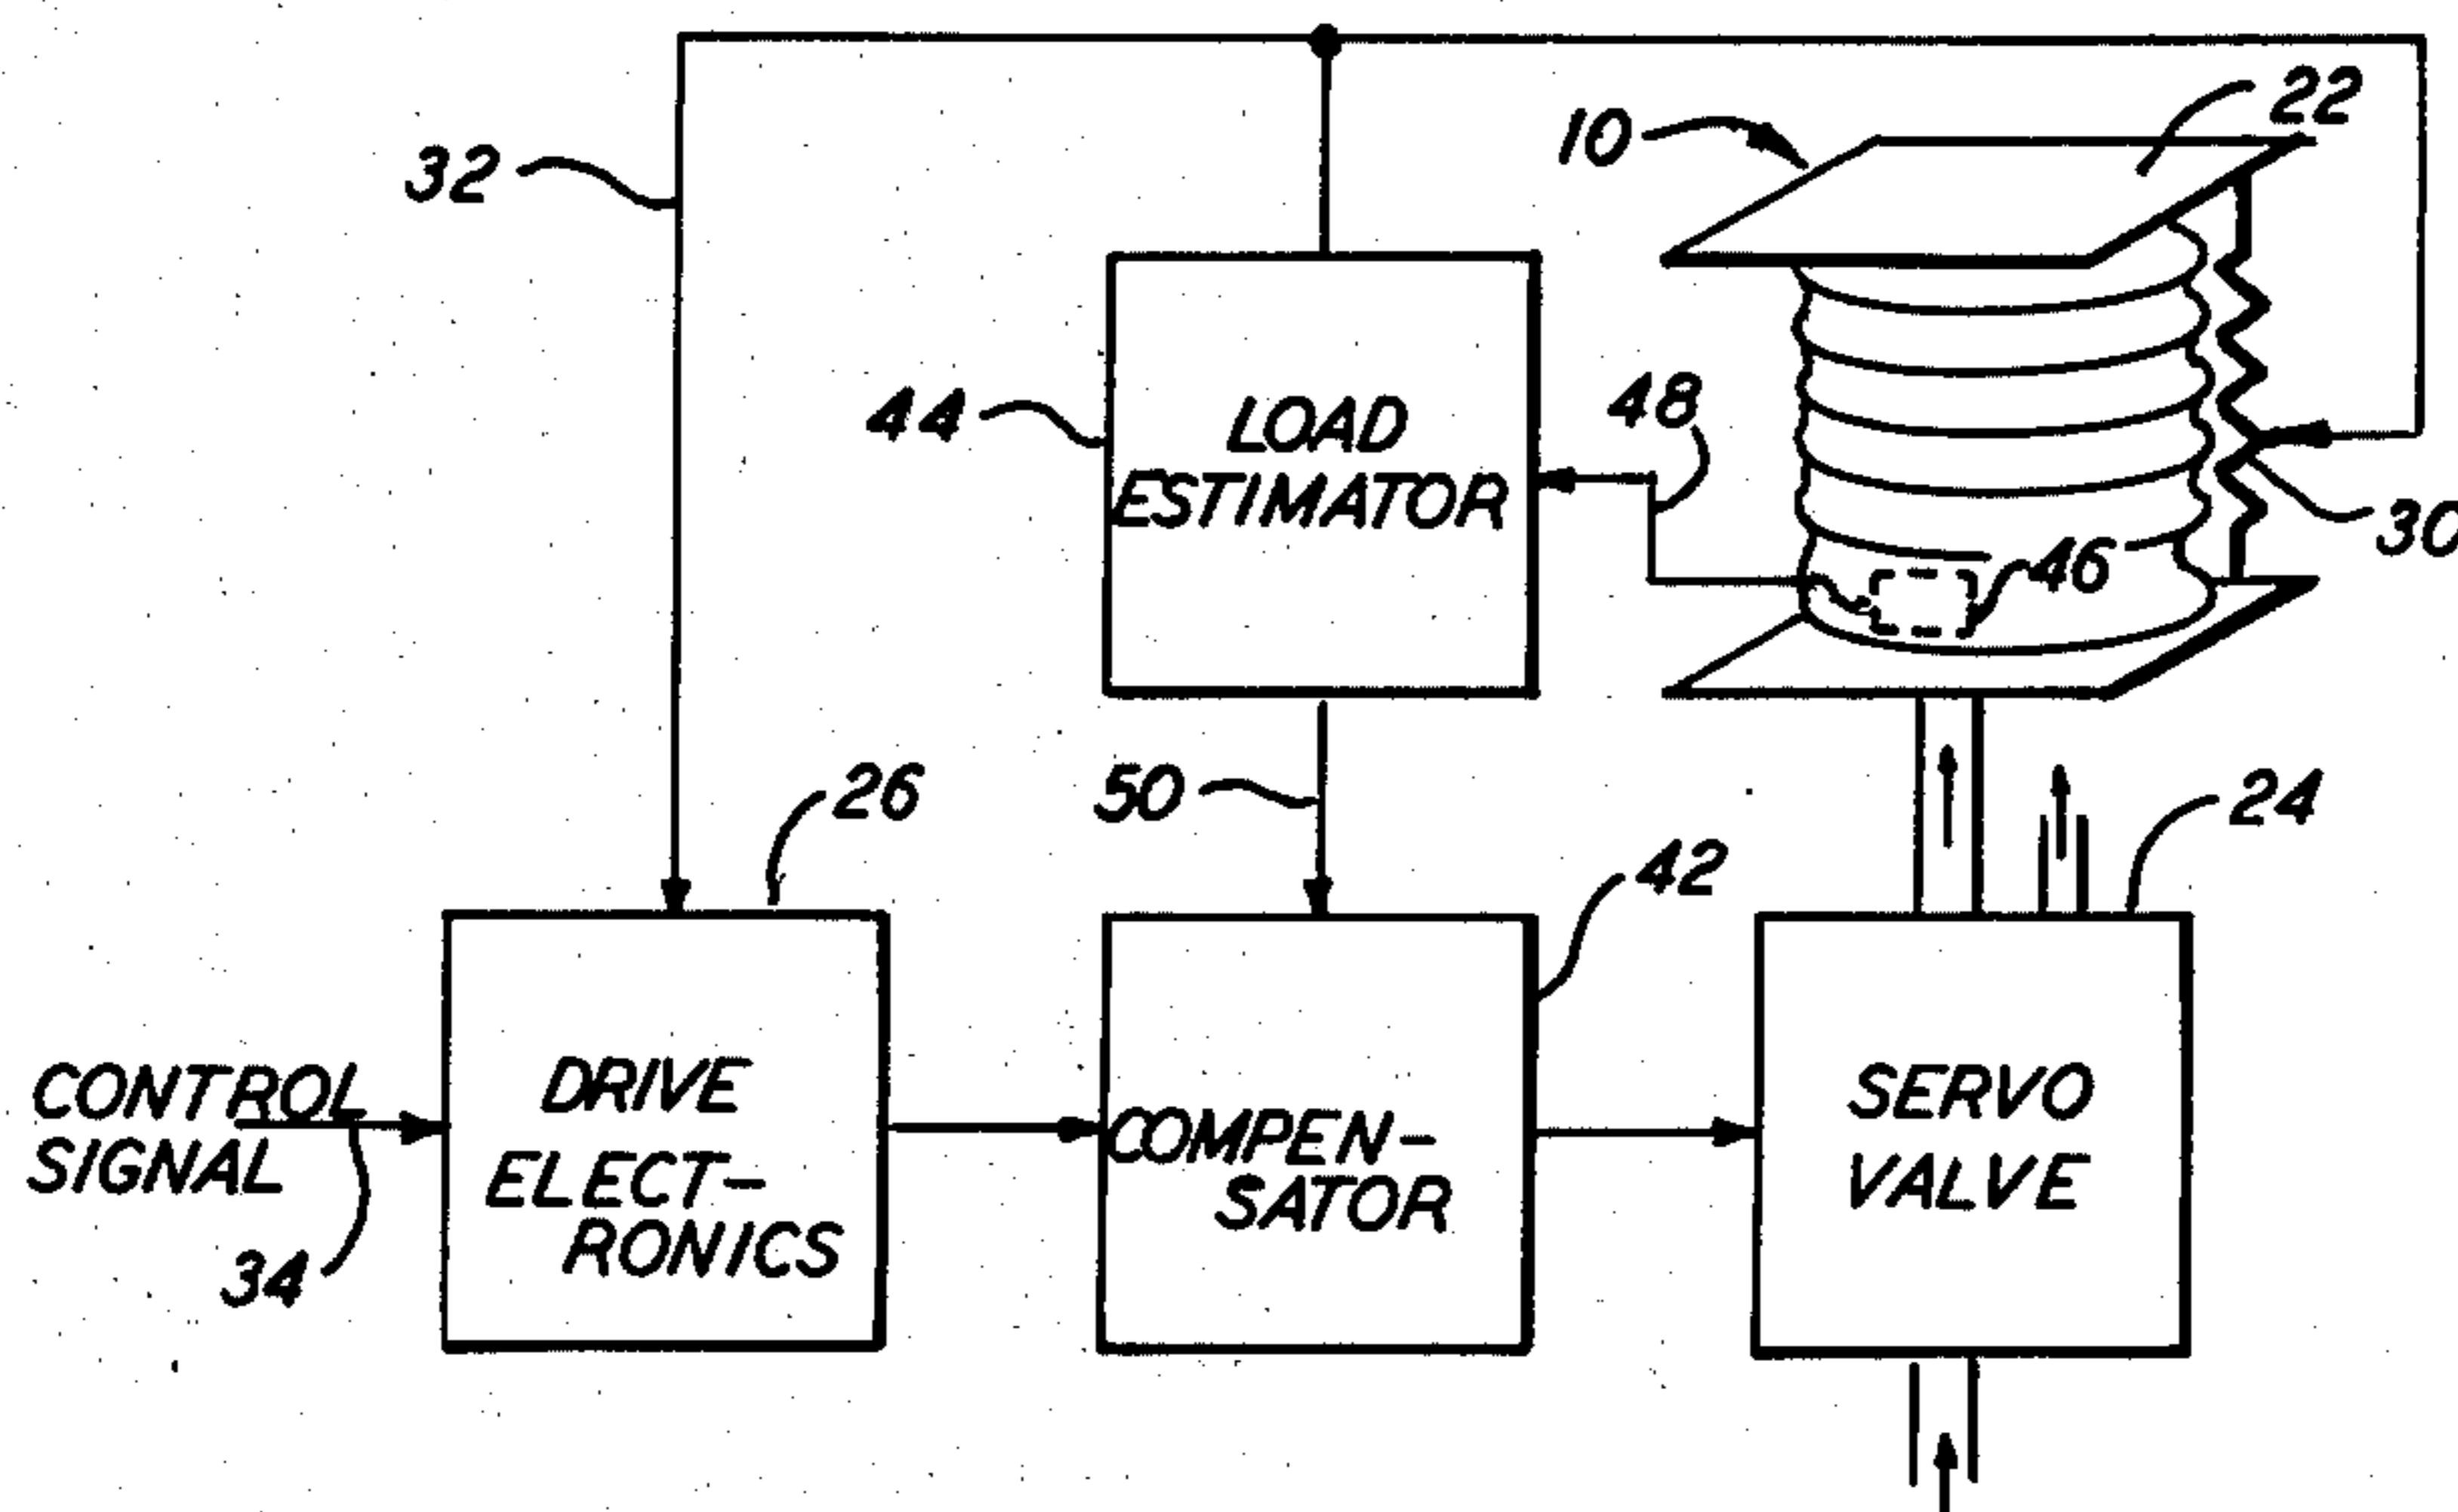 22
10
32
48
44
LOAD
ESTIMATOR
30
46
26
50
24
42
CONTROL
SIGNAL
34
DRIVE
ELECT-
RONICS
COMPEN-
SATOR
SERVO
VALVE